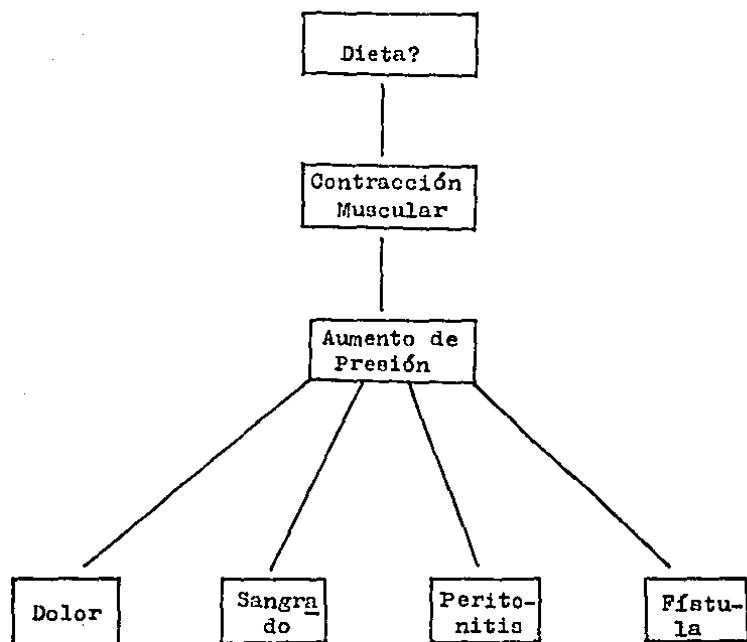 Dieta?
Contracción
Muscular
Aumento de
Presión
Dolor
Sangra
do
Perito-
nitis
Fístu-
la